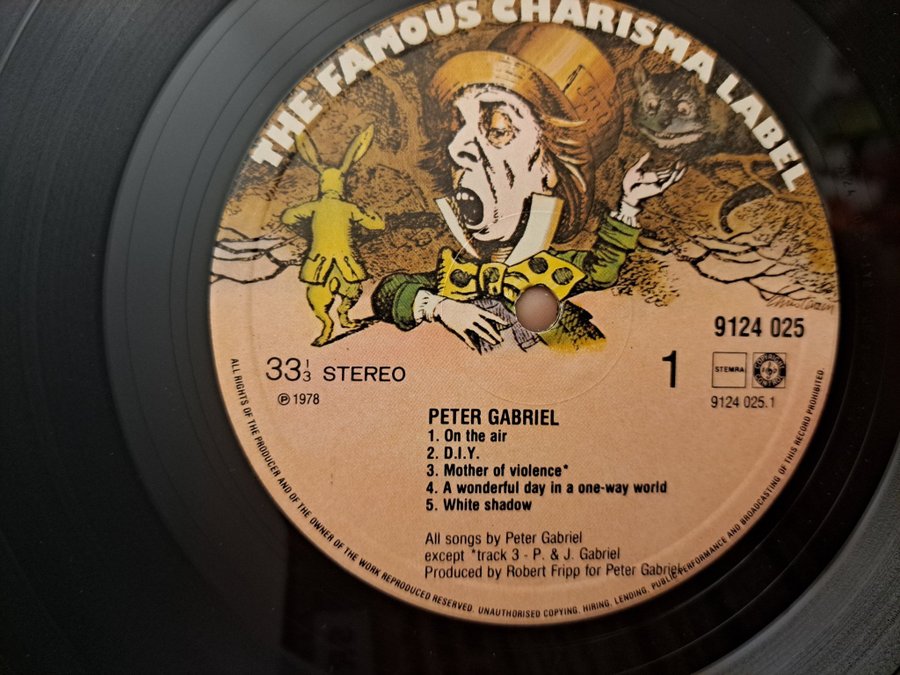 THE FAMOUS CHARISMA LABEL
9124 025
33 1/3 STEREO
1
STEMRA
℗ 1978
9124 025.1
PETER GABRIEL
1. On the air
2. D.I.Y.
3. Mother of violence*
4. A wonderful day in a one-way world
5. White shadow
All songs by Peter Gabriel
except *track 3 - P. & J. Gabriel
Produced by Robert Fripp for Peter Gabriel
ALL RIGHTS OF THE PRODUCER AND OF THE OWNER OF THE WORK REPRODUCED RESERVED. UNAUTHORISED COPYING, HIRING, LENDING, PUBLIC PERFORMANCE AND BROADCASTING OF THIS RECORD PROHIBITED